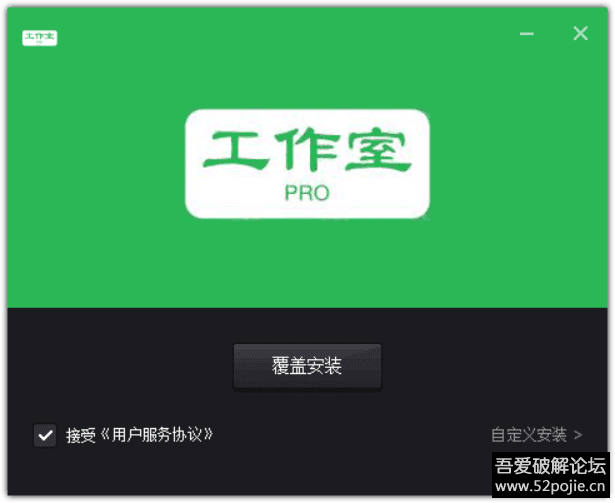 工作室
工作室
PRO
覆盖安装
接受《用户服务协议》
自定义安装 >
吾爱破解论坛
www.52pojie.cn